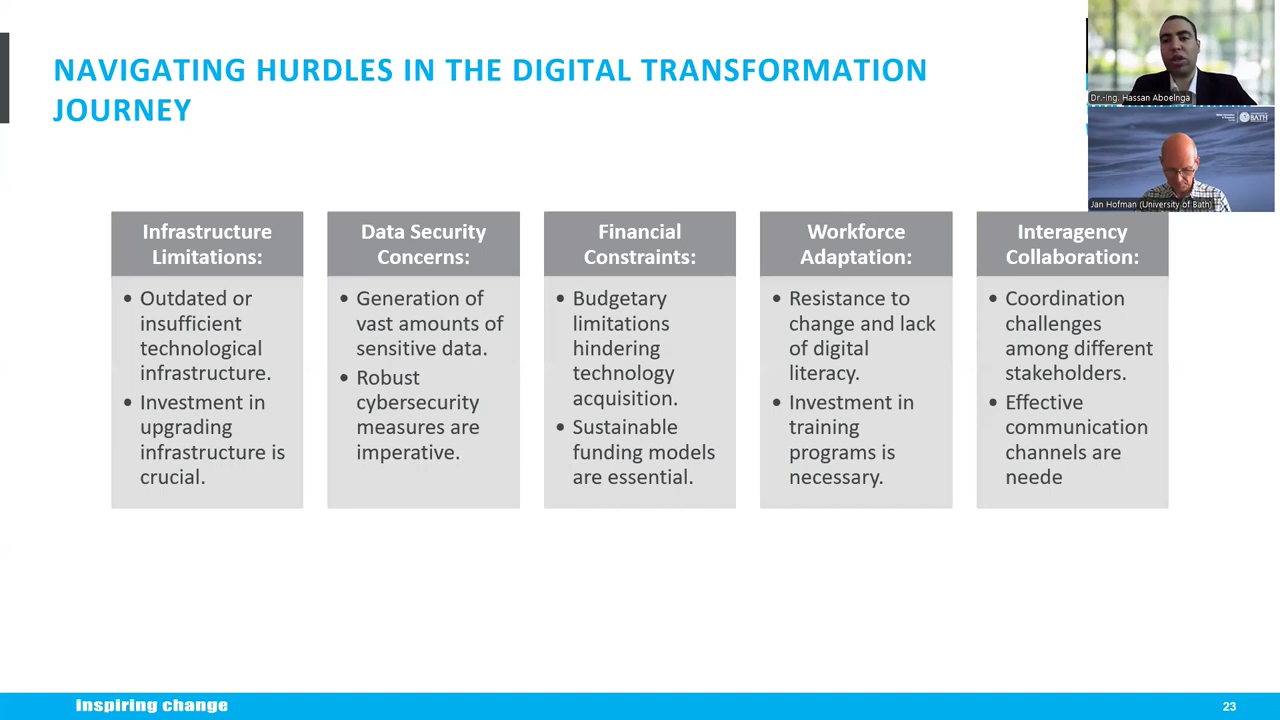 NAVIGATING HURDLES IN THE DIGITAL TRANSFORMATION
JOURNEY
Dr.-Ing. Hassan Aboelnga
BATH
Jan Hofman (University of Bath)
Infrastructure
Limitations:
• Outdated or
insufficient
technological
infrastructure.
• Investment in
upgrading
infrastructure is
crucial.
Data Security
Concerns:
• Generation of
vast amounts of
sensitive data.
• Robust
cybersecurity
measures are
imperative.
Financial
Constraints:
• Budgetary
limitations
hindering
technology
acquisition.
• Sustainable
funding models
are essential.
Workforce
Adaptation:
• Resistance to
change and lack
of digital
literacy.
• Investment in
training
programs is
necessary.
Interagency
Collaboration:
• Coordination
challenges
among different
stakeholders.
• Effective
communication
channels are
neede
inspiring change
23